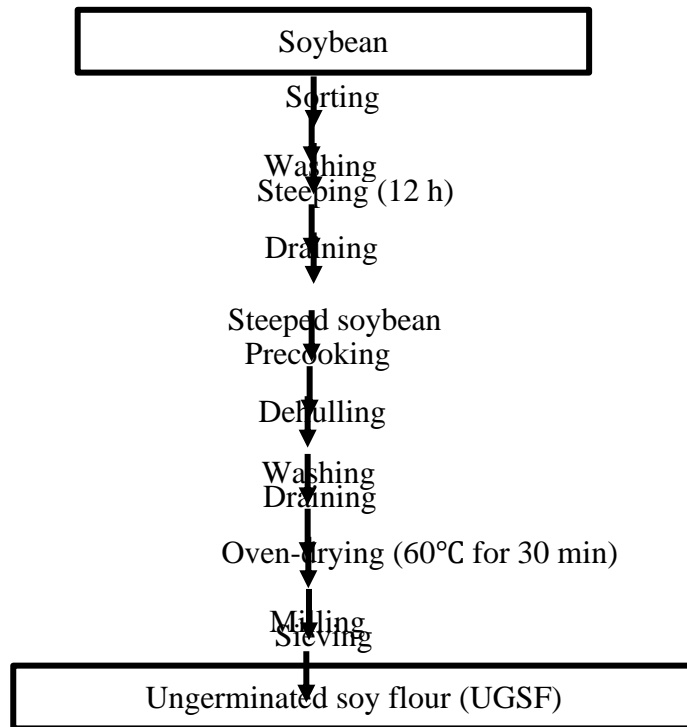 Soybean
Sorting
Washing
Steeping (12 h)
Draining
Steeped soybean
Precooking
Dehulling
Washing
Draining
Oven-drying (60℃ for 30 min)
Milling
Sieving
Ungerminated soy flour (UGSF)